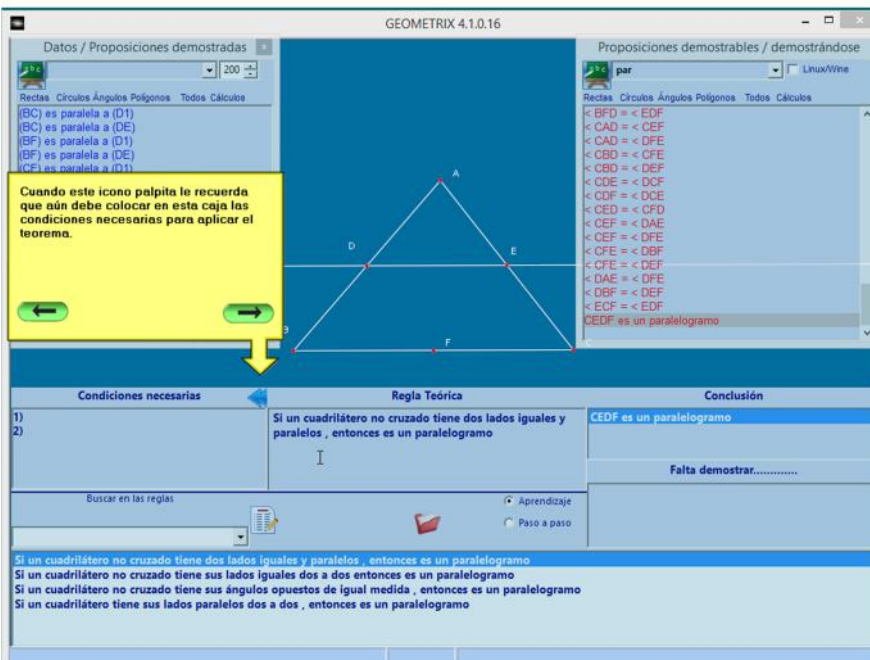 GEOMETRIX 4.1.0.16
Datos / Proposiciones demostradas
200
Rectas Círculos Ángulos Polígonos Todos Cálculos
(BC) es paralela a (D1)
(BC) es paralela a (DE)
(BF) es paralela a (D1)
(BF) es paralela a (DE)
(CF) es paralela a (D1)
Cuando este icono palpita le recuerda
que aún debe colocar en esta caja las
condiciones necesarias para aplicar el
teorema.
A
D
E
B
F
C
Proposiciones demostrables / demostrándose
par
Linux/Wine
Rectas Círculos Ángulos Polígonos Todos Cálculos
< BFD = < EDF
< CAD = < CEF
< CAD = < DFE
< CBD = < CFE
< CBD = < DEF
< CDE = < DCF
< CDF = < DCE
< CED = < CFD
< CEF = < DAE
< CEF = < DFE
< CFE = < DBF
< CFE = < DEF
< DAE = < DFE
< DBF = < DEF
< ECF = < EDF
CEDF es un paralelogramo
Condiciones necesarias
1)
2)
Regla Teórica
Si un cuadrilátero no cruzado tiene dos lados iguales y
paralelos , entonces es un paralelogramo
Conclusión
CEDF es un paralelogramo
Falta demostrar.............
Buscar en las reglas
Aprendizaje
Paso a paso
Si un cuadrilátero no cruzado tiene dos lados iguales y paralelos , entonces es un paralelogramo
Si un cuadrilátero no cruzado tiene sus lados iguales dos a dos entonces es un paralelogramo
Si un cuadrilátero no cruzado tiene sus ángulos opuestos de igual medida , entonces es un paralelogramo
Si un cuadrilátero tiene sus lados paralelos dos a dos , entonces es un paralelogramo